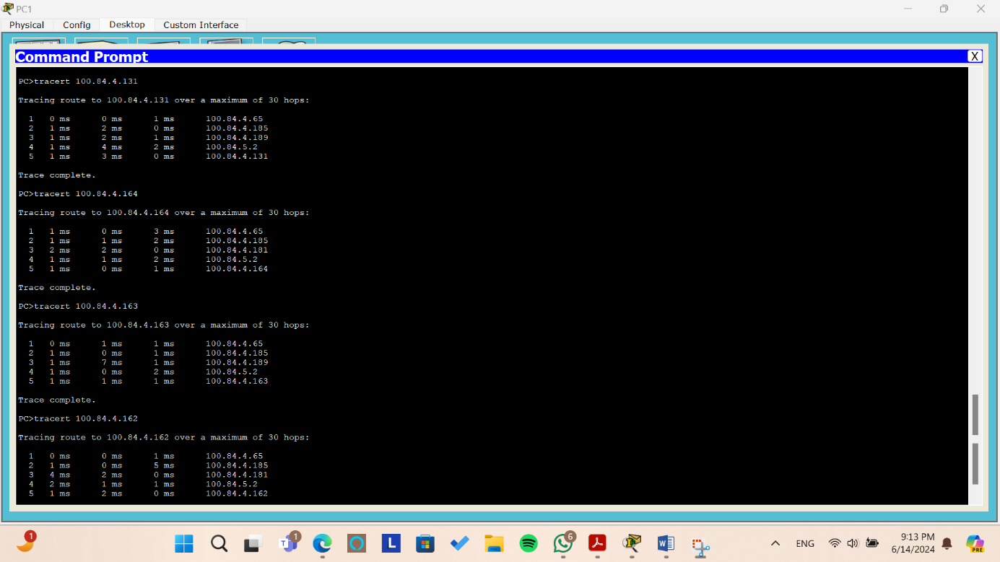 PC1
Physical Config Desktop Custom Interface
Command Prompt X
PC>tracert 100.84.4.131
Tracing route to 100.84.4.131 over a maximum of 30 hops:
1 0 ms 0 ms 1 ms 100.84.4.65
2 1 ms 2 ms 0 ms 100.84.4.185
3 1 ms 2 ms 1 ms 100.84.4.189
4 1 ms 4 ms 2 ms 100.84.5.2
5 1 ms 3 ms 0 ms 100.84.4.131
Trace complete.
PC>tracert 100.84.4.164
Tracing route to 100.84.4.164 over a maximum of 30 hops:
1 1 ms 0 ms 3 ms 100.84.4.65
2 1 ms 1 ms 2 ms 100.84.4.185
3 2 ms 2 ms 0 ms 100.84.4.181
4 1 ms 1 ms 2 ms 100.84.5.2
5 1 ms 0 ms 1 ms 100.84.4.164
Trace complete.
PC>tracert 100.84.4.163
Tracing route to 100.84.4.163 over a maximum of 30 hops:
1 0 ms 1 ms 1 ms 100.84.4.65
2 1 ms 0 ms 1 ms 100.84.4.185
3 1 ms 7 ms 1 ms 100.84.4.189
4 1 ms 0 ms 2 ms 100.84.5.2
5 1 ms 1 ms 1 ms 100.84.4.163
Trace complete.
PC>tracert 100.84.4.162
Tracing route to 100.84.4.162 over a maximum of 30 hops:
1 0 ms 0 ms 1 ms 100.84.4.65
2 1 ms 0 ms 5 ms 100.84.4.185
3 4 ms 2 ms 0 ms 100.84.4.181
4 2 ms 1 ms 1 ms 100.84.5.2
5 1 ms 2 ms 0 ms 100.84.4.162
1 T 1 L 6 W ENG 9:13 PM PRE
6/14/2024